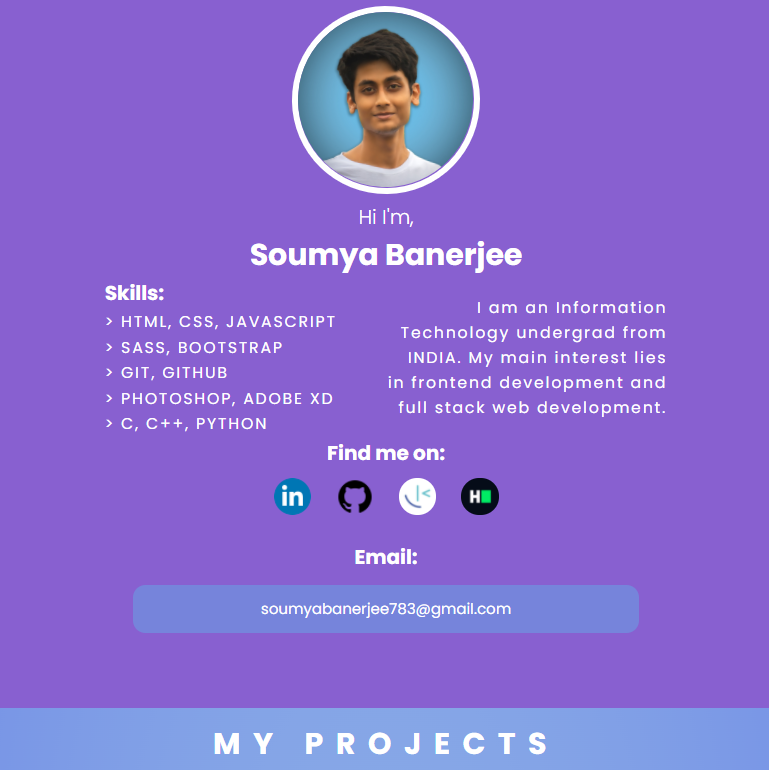 Hi I'm,
Soumya Banerjee
Skills:
> HTML, CSS, JAVASCRIPT
> SASS, BOOTSTRAP
> GIT, GITHUB
> PHOTOSHOP, ADOBE XD
> C, C++, PYTHON
I am an Information
Technology undergrad from
INDIA. My main interest lies
in frontend development and
full stack web development.
Find me on:
in
H
Email:
soumyabanerjee783@gmail.com
MY PROJECTS